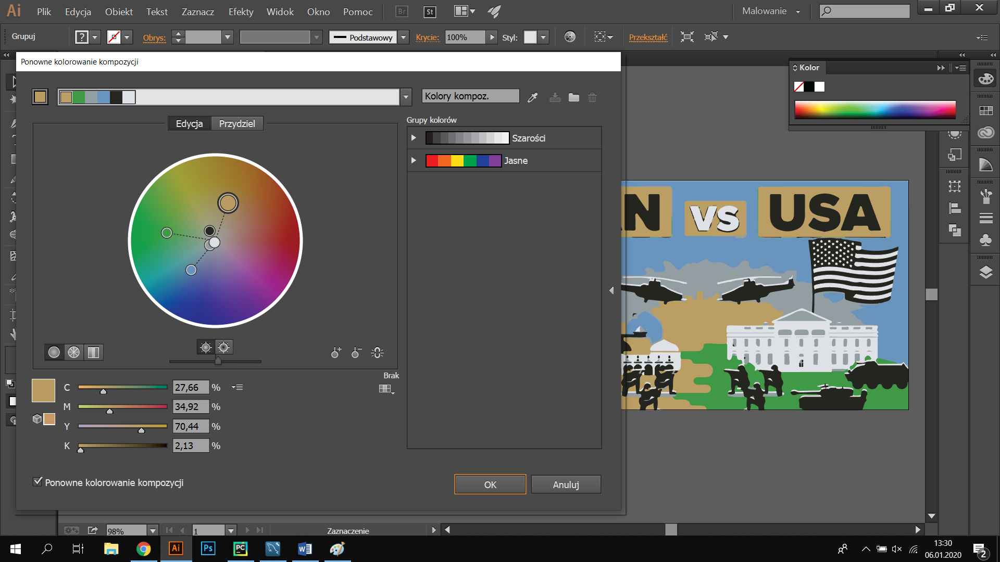 Ai Plik Edycja Obiekt Tekst Zaznacz Efekty Widok Okno Pomoc Br St Malowanie
Grupuj ? Obrys: Podstawowy Krycie: 100% Styl: Przekształć
Ponowne kolorowanie kompozycji
Kolor
Kolory kompoz.
Edycja Przydziel
Grupy kolorów
Szarości
Jasne
N VS USA
Brak
C 27,66 %
M 34,92 %
Y 70,44 %
K 2,13 %
Ponowne kolorowanie kompozycji
OK Anuluj
98% 1 Zaznaczenie
Ai Ps PC W
13:30
06.01.2020
2